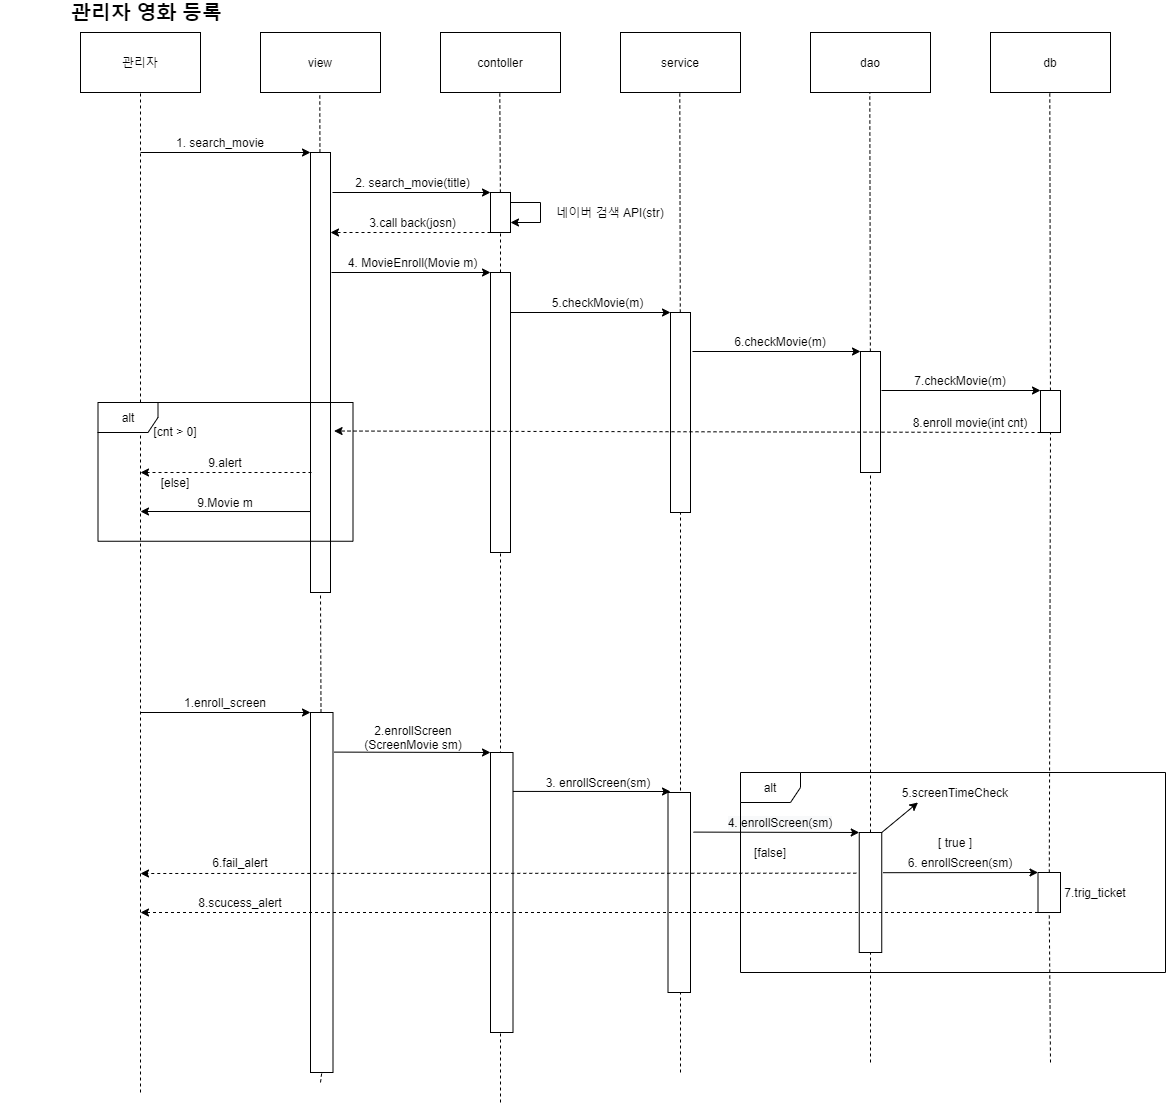 관리자 영화 등록
관리자
view
contoller
service
dao
db
1. search_movie
2. search_movie(title)
네이버 검색 API(str)
3.call back(josn)
4. MovieEnroll(Movie m)
5.checkMovie(m)
6.checkMovie(m)
7.checkMovie(m)
alt
[cnt > 0]
8.enroll movie(int cnt)
9.alert
[else]
9.Movie m
1.enroll_screen
2.enrollScreen
(ScreenMovie sm)
3. enrollScreen(sm)
alt
5.screenTimeCheck
4. enrollScreen(sm)
[false]
[ true ]
6.fail_alert
6. enrollScreen(sm)
7.trig_ticket
8.scucess_alert